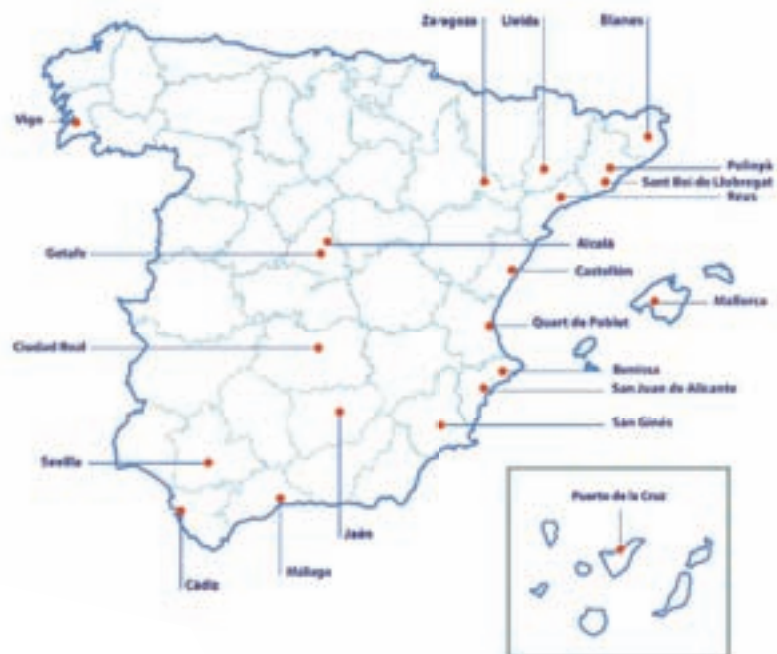 Zaragoza
Lleida
Blanes
Vigo
Polinyà
Sant Boi de Llobregat
Reus
Getafe
Alcalá
Castellón
Mallorca
Quart de Poblet
Ciudad Real
Benissa
San Juan de Alicante
San Ginés
Sevilla
Puerto de la Cruz
Jaén
Málaga
Cádiz